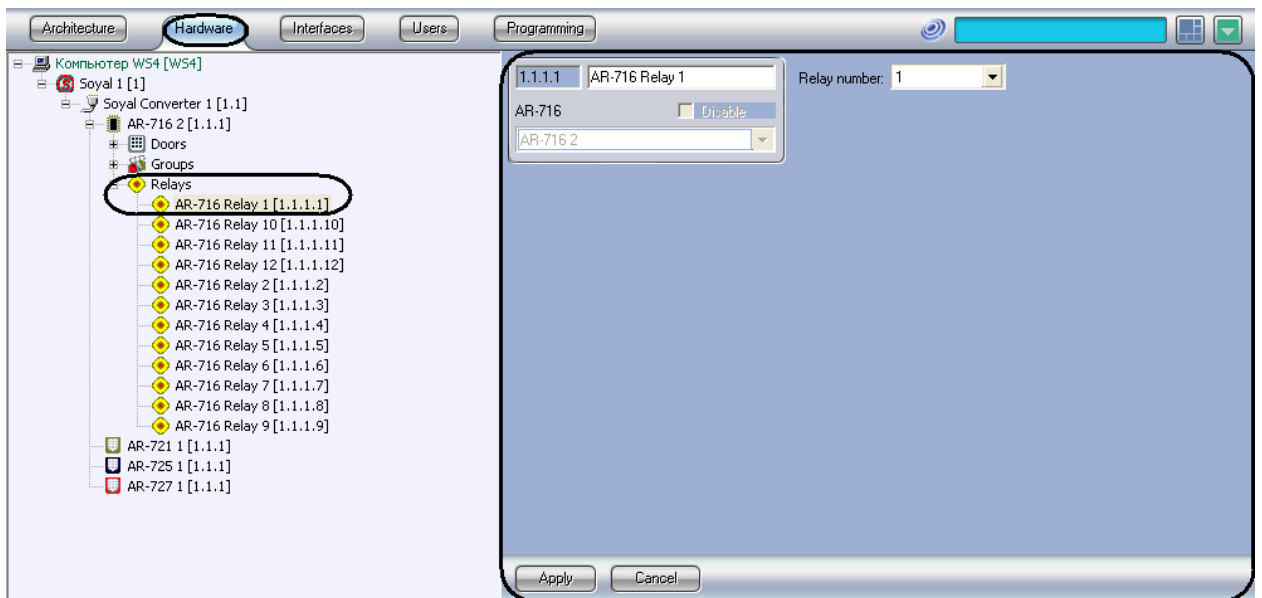 Architecture Hardware Interfaces Users Programming
Компьютер WS4 [WS4]
Soyal 1 [1]
Soyal Converter 1 [1.1]
AR-716 2 [1.1.1]
Doors
Groups
Relays
AR-716 Relay 1 [1.1.1.1]
AR-716 Relay 10 [1.1.1.10]
AR-716 Relay 11 [1.1.1.11]
AR-716 Relay 12 [1.1.1.12]
AR-716 Relay 2 [1.1.1.2]
AR-716 Relay 3 [1.1.1.3]
AR-716 Relay 4 [1.1.1.4]
AR-716 Relay 5 [1.1.1.5]
AR-716 Relay 6 [1.1.1.6]
AR-716 Relay 7 [1.1.1.7]
AR-716 Relay 8 [1.1.1.8]
AR-716 Relay 9 [1.1.1.9]
AR-721 1 [1.1.1]
AR-725 1 [1.1.1]
AR-727 1 [1.1.1]
1.1.1.1 AR-716 Relay 1 Relay number: 1
AR-716 Disable
AR-716 2
Apply Cancel